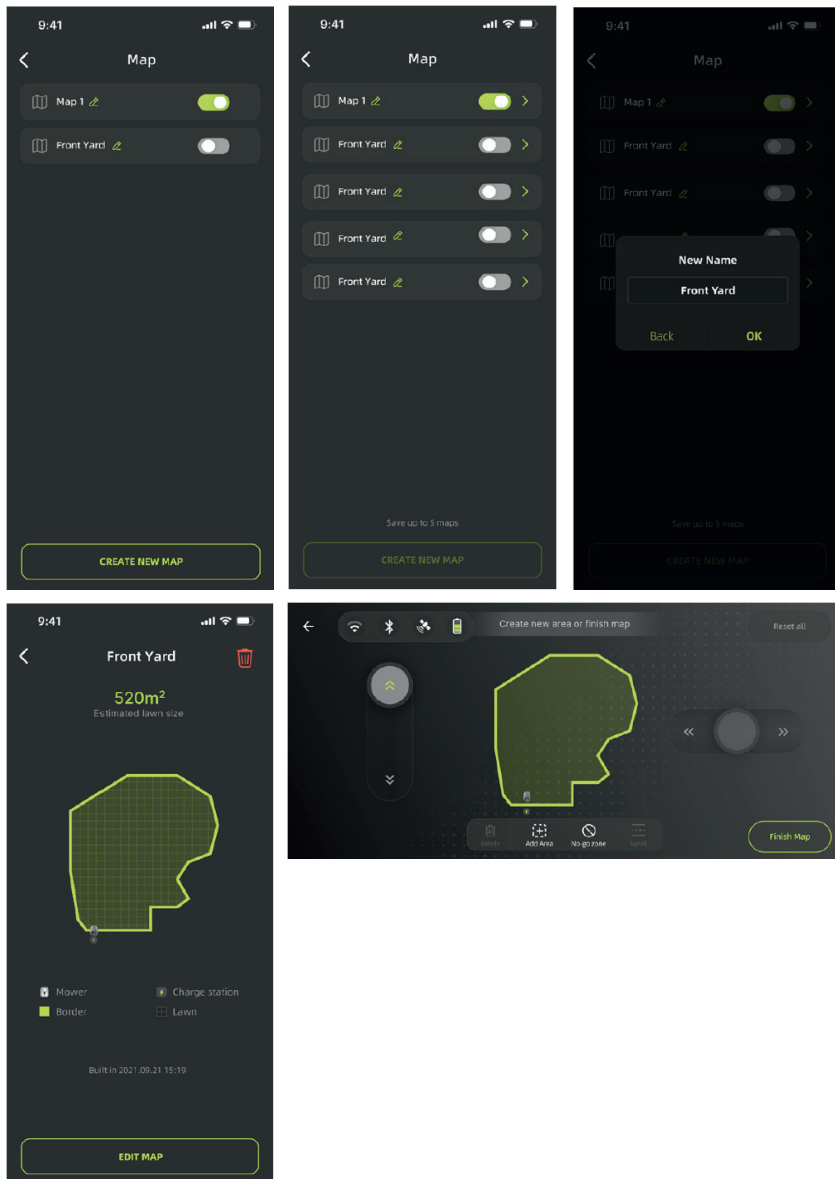 9:41
Map
Map 1
Front Yard
CREATE NEW MAP
9:41
Map
Map 1
Front Yard
Front Yard
Front Yard
Front Yard
Save up to 5 maps
CREATE NEW MAP
9:41
Map
Map 1
Front Yard
Front Yard
New Name
Front Yard
Back
OK
Save up to 5 maps
CREATE NEW MAP
9:41
Front Yard
520m²
Estimated lawn size
Mower
Charge station
Border
Lawn
Built in 2021.09.21 15:19
EDIT MAP
Create new area or finish map
Reset all
Delete
Add Area
No-go zone
Finish Map